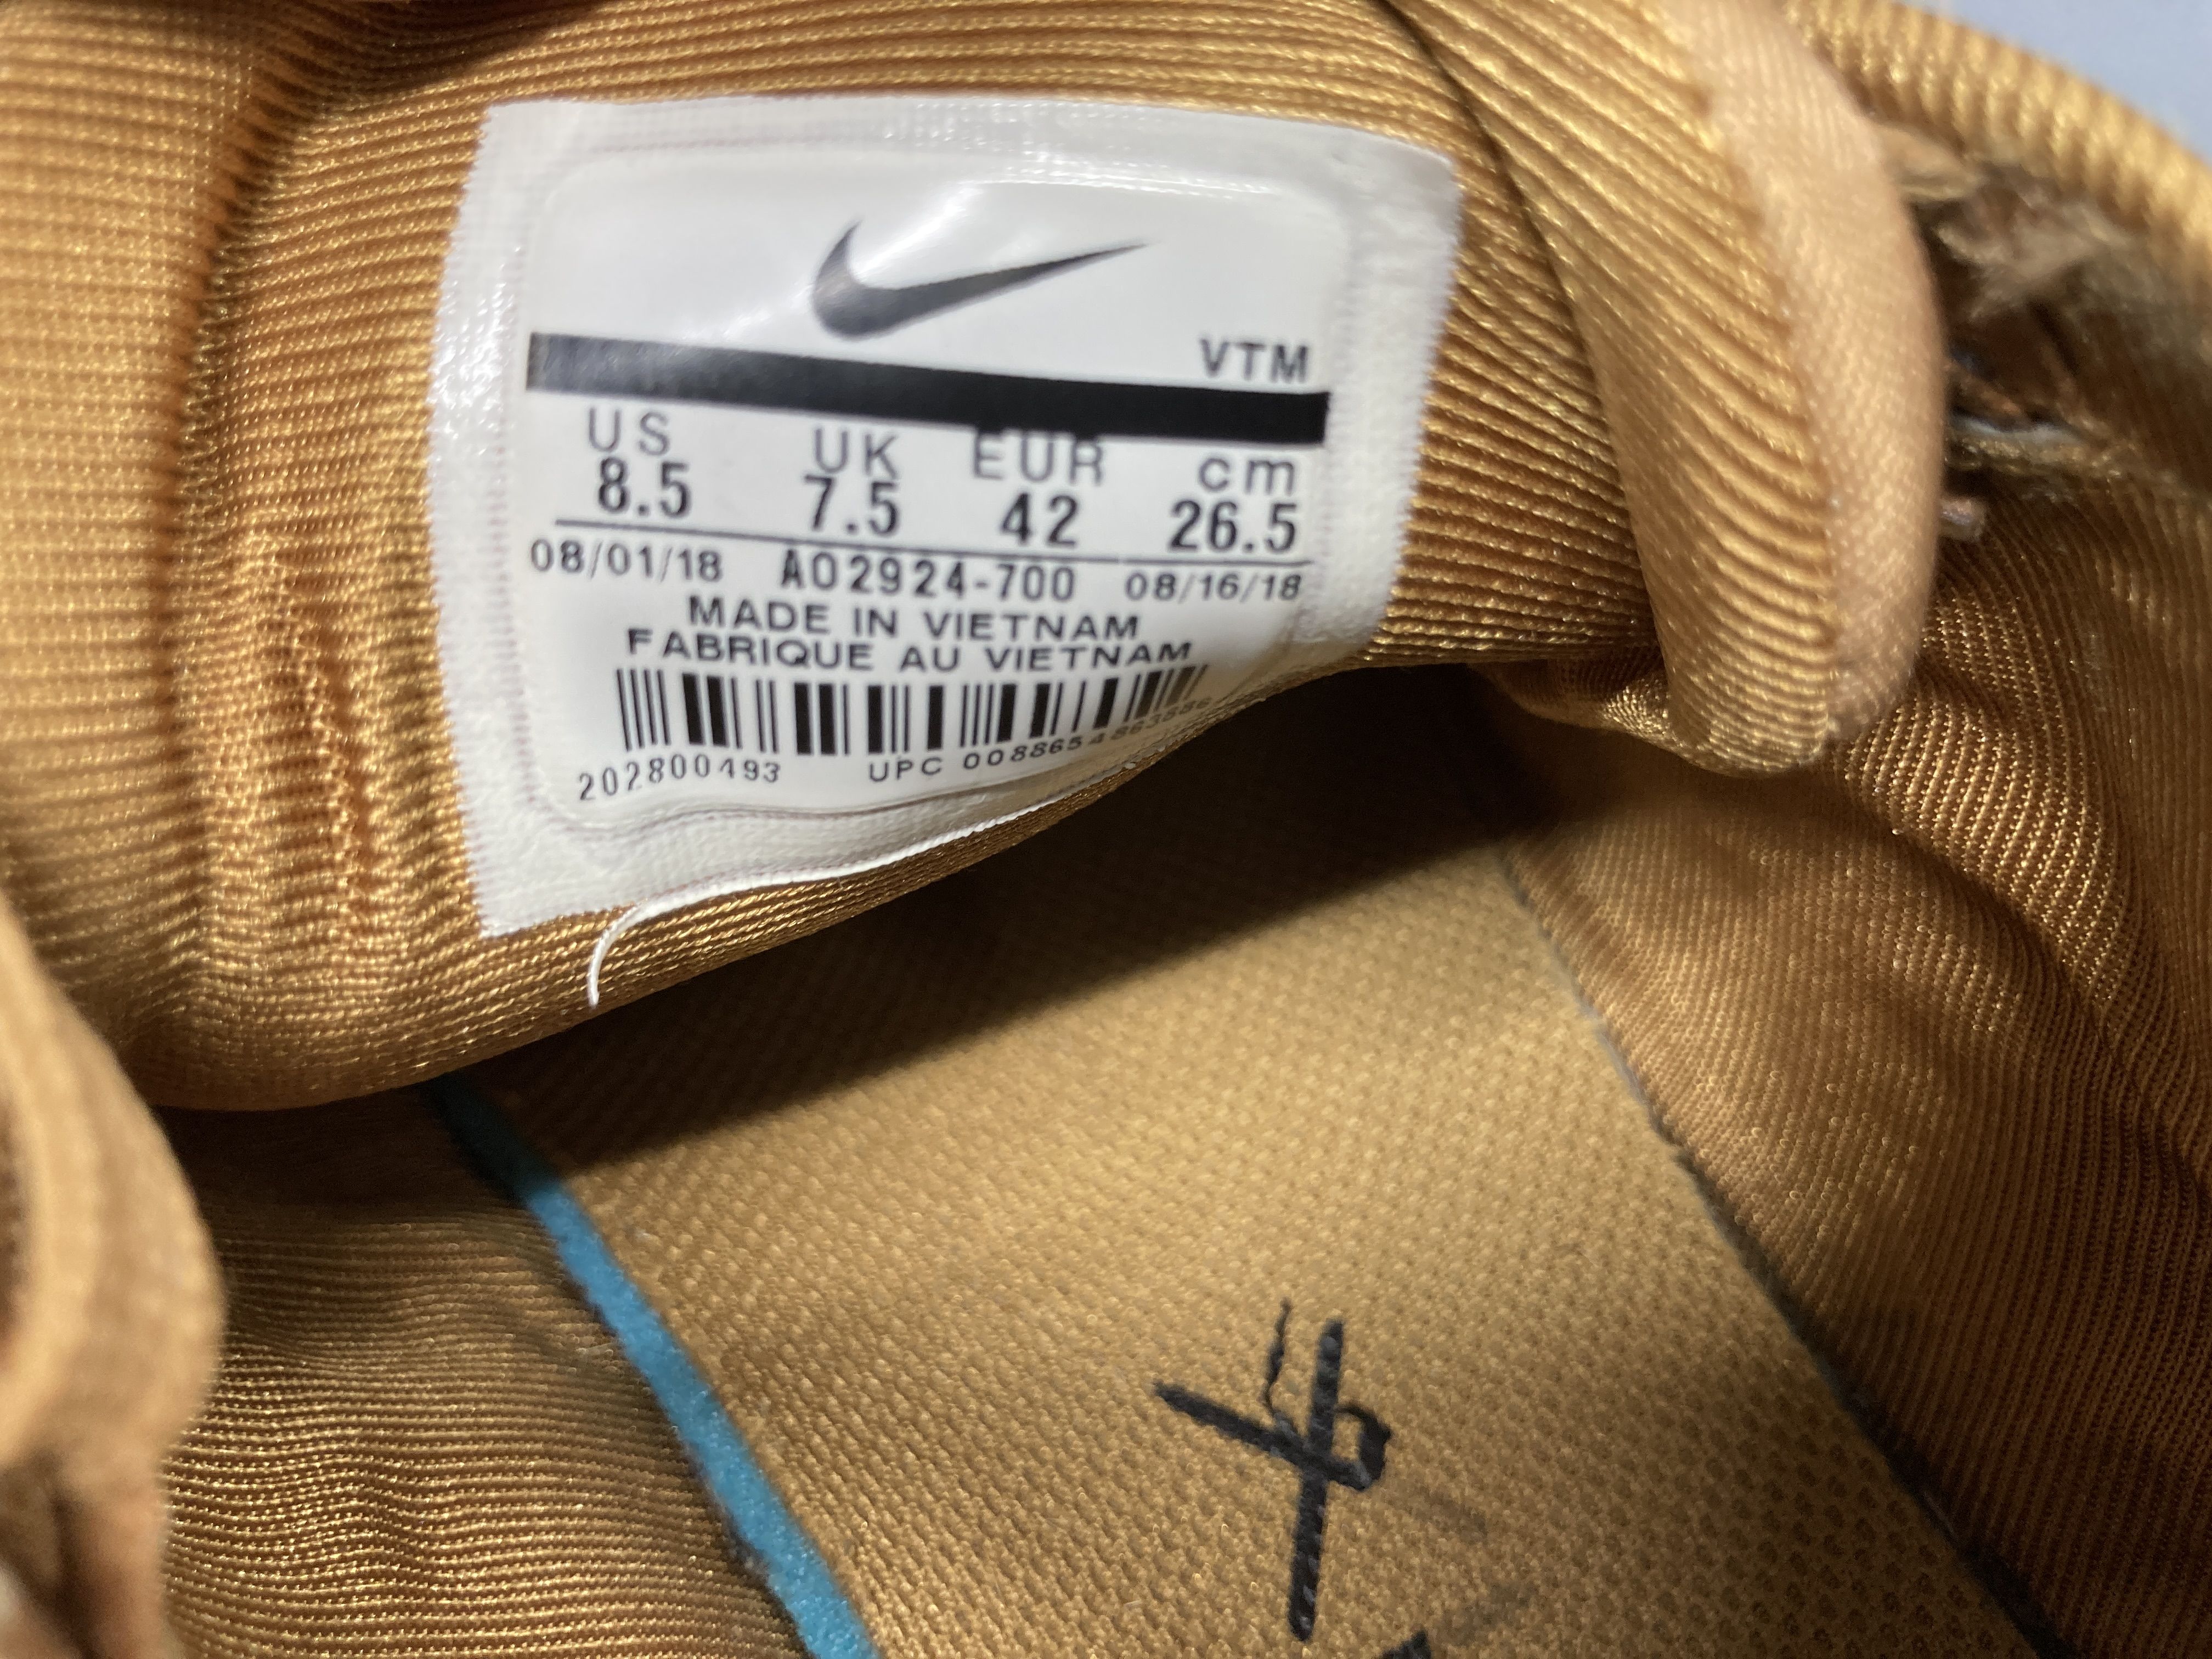 VTM
US UK EUR cm
8.5 7.5 42 26.5
08/01/18 AO2924-700 08/16/18
MADE IN VIETNAM
FABRIQUE AU VIETNAM
202800493 UPC 00886548635586